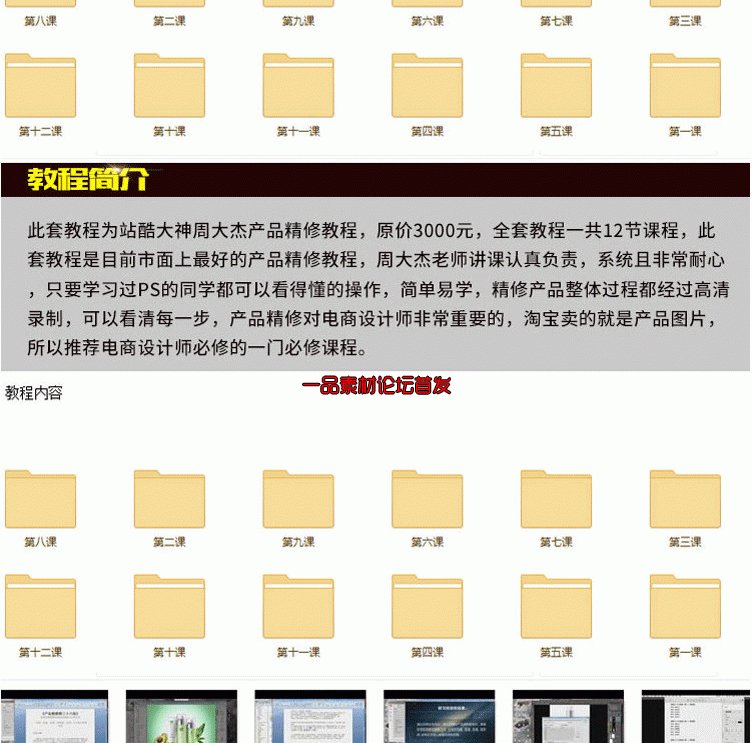 第八课 第二课 第九课 第六课 第七课 第三课
第十二课 第十课 第十一课 第四课 第五课 第一课
教程简介
此套教程为站酷大神周大杰产品精修教程，原价3000元，全套教程一共12节课程，此
套教程是目前市面上最好的产品精修教程，周大杰老师讲课认真负责，系统且非常耐心
，只要学习过PS的同学都可以看得懂的操作，简单易学，精修产品整体过程都经过高清
录制，可以看清每一步，产品精修对电商设计师非常重要的，淘宝卖的就是产品图片，
所以推荐电商设计师必修的一门必修课程。
一品素材论坛首发
教程内容
第八课 第二课 第九课 第六课 第七课 第三课
第十二课 第十课 第十一课 第四课 第五课 第一课